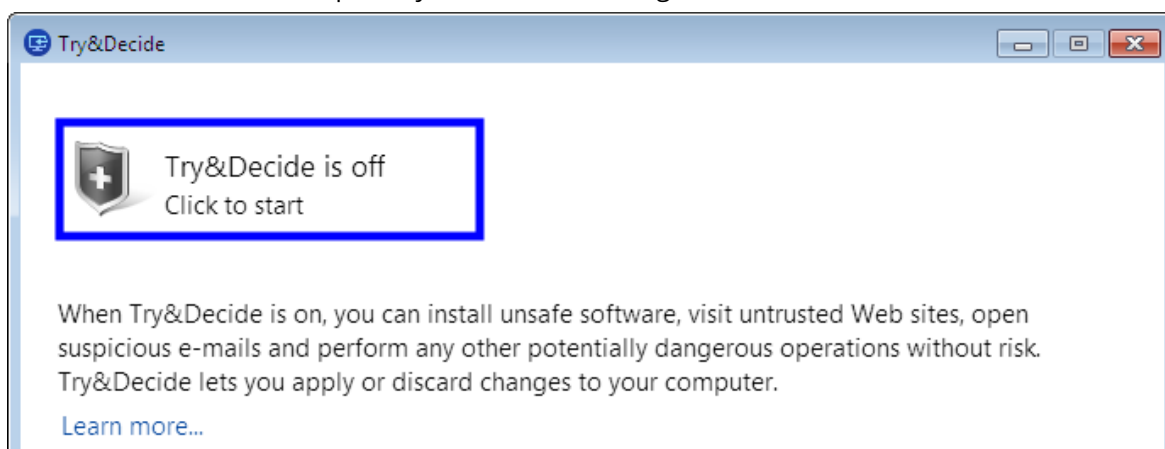 Try&Decide
Try&Decide is off
Click to start
When Try&Decide is on, you can install unsafe software, visit untrusted Web sites, open
suspicious e-mails and perform any other potentially dangerous operations without risk.
Try&Decide lets you apply or discard changes to your computer.
Learn more...